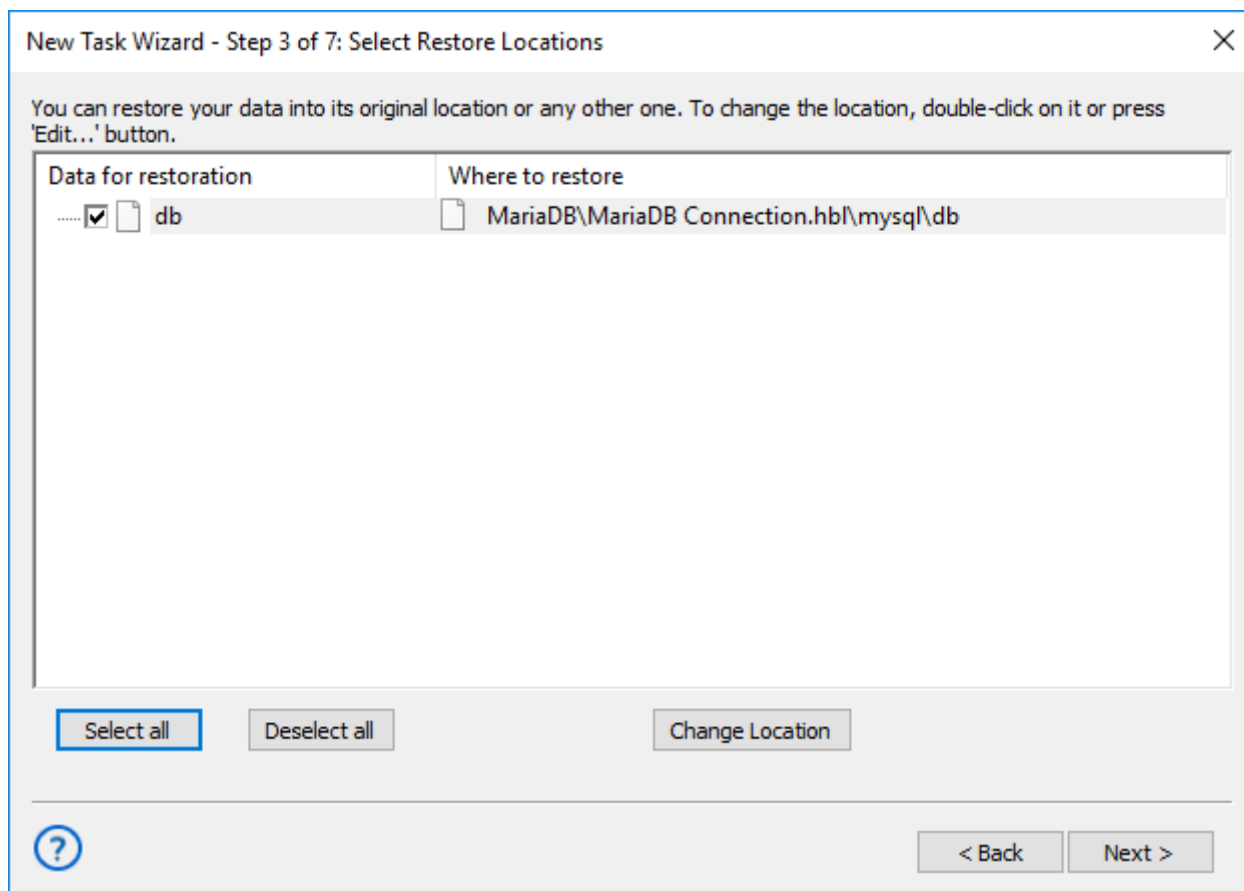 New Task Wizard - Step 3 of 7: Select Restore Locations
You can restore your data into its original location or any other one. To change the location, double-click on it or press
'Edit...' button.
Data for restoration Where to restore
db MariaDB\MariaDB Connection.hbl\mysql\db
Select all Deselect all Change Location
? < Back Next >